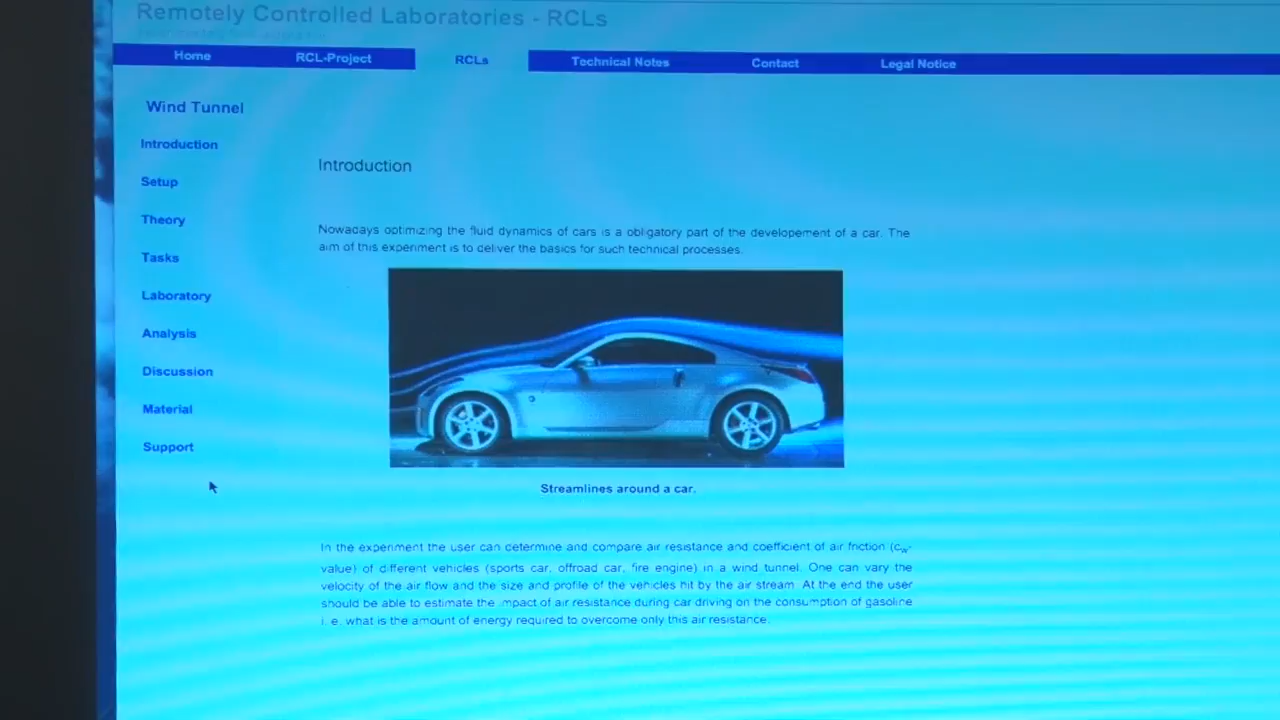 Remotely Controlled Laboratories - RCLs
Home RCL-Project RCLs Technical Notes Contact Legal Notice
Wind Tunnel
Introduction
Setup
Theory
Tasks
Laboratory
Analysis
Discussion
Material
Support
Introduction
Nowadays optimizing the fluid dynamics of cars is a obligatory part of the developement of a car. The
aim of this experiment is to deliver the basics for such technical processes.
Streamlines around a car.
In the experiment the user can determine and compare air resistance and coefficient of air friction (cw-
value) of different vehicles (sports car, offroad car, fire engine) in a wind tunnel. One can vary the
velocity of the air flow and the size and profile of the vehicles hit by the air stream. At the end the user
should be able to estimate the impact of air resistance during car driving on the consumption of gasoline
i. e. what is the amount of energy required to overcome only this air resistance.